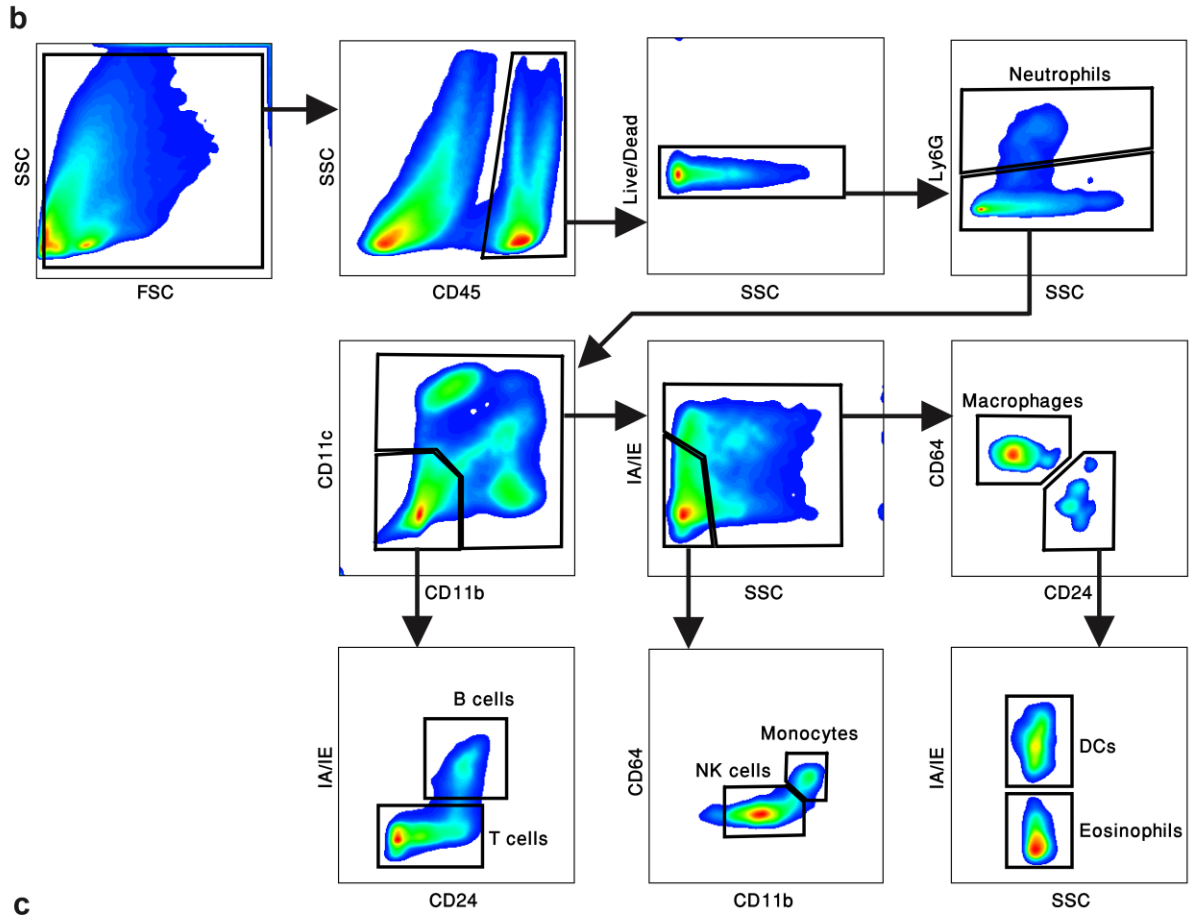 b
SSC
FSC
SSC
CD45
Live/Dead
SSC
Neutrophils
Ly6G
SSC
CD11c
CD11b
IA/IE
SSC
Macrophages
CD64
CD24
B cells
IA/IE
T cells
CD24
Monocytes
NK cells
CD64
CD11b
IA/IE
DCs
Eosinophils
SSC
c